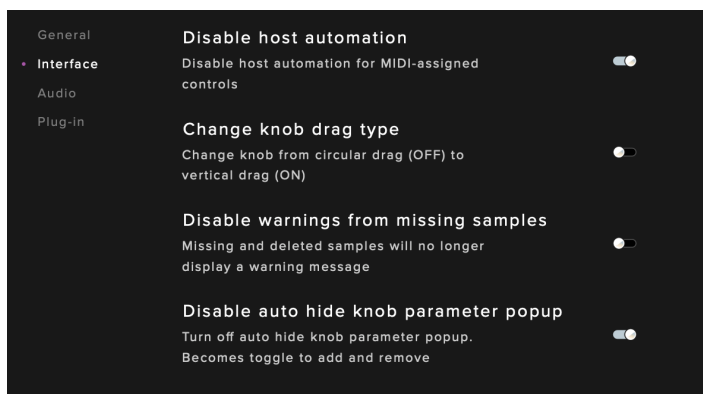 General
Interface
Audio
Plug-in
Disable host automation
Disable host automation for MIDI-assigned
controls
Change knob drag type
Change knob from circular drag (OFF) to
vertical drag (ON)
Disable warnings from missing samples
Missing and deleted samples will no longer
display a warning message
Disable auto hide knob parameter popup
Turn off auto hide knob parameter popup.
Becomes toggle to add and remove